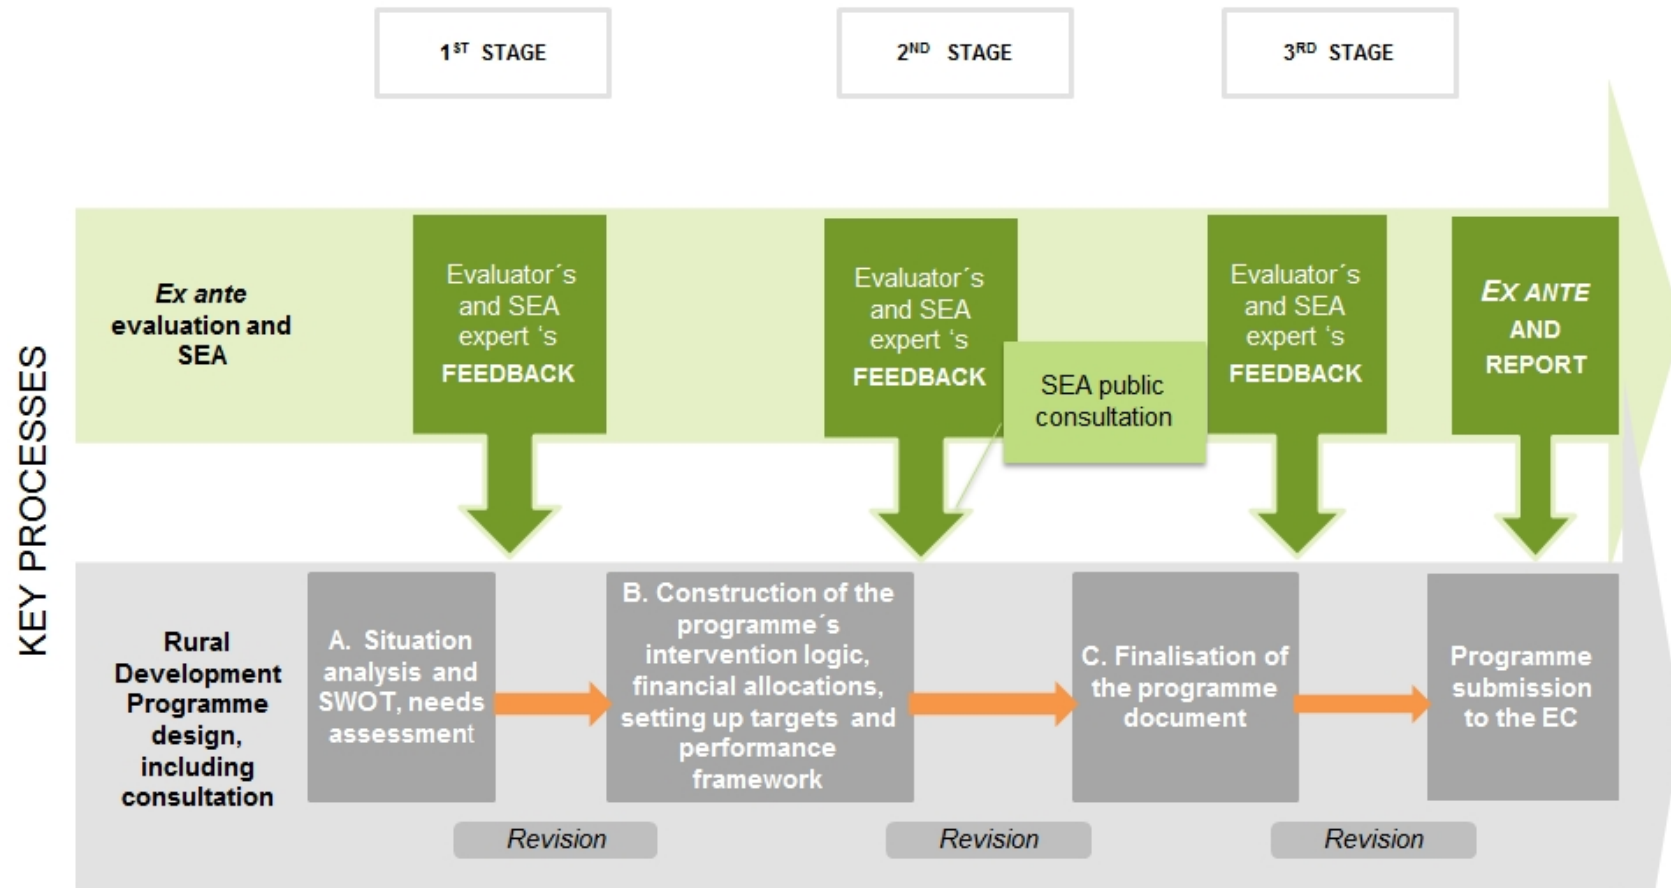 1ST STAGE
2ND STAGE
3RD STAGE
KEY PROCESSES
Ex ante
evaluation and
SEA
Evaluator´s
and SEA
expert ‘s
FEEDBACK
Evaluator´s
and SEA
expert ‘s
FEEDBACK
SEA public
consultation
Evaluator´s
and SEA
expert ‘s
FEEDBACK
EX ANTE
AND
REPORT
Rural
Development
Programme
design,
including
consultation
A. Situation
analysis and
SWOT, needs
assessment
B. Construction of the
programme´s
intervention logic,
financial allocations,
setting up targets and
performance
framework
C. Finalisation of
the programme
document
Programme
submission
to the EC
Revision
Revision
Revision